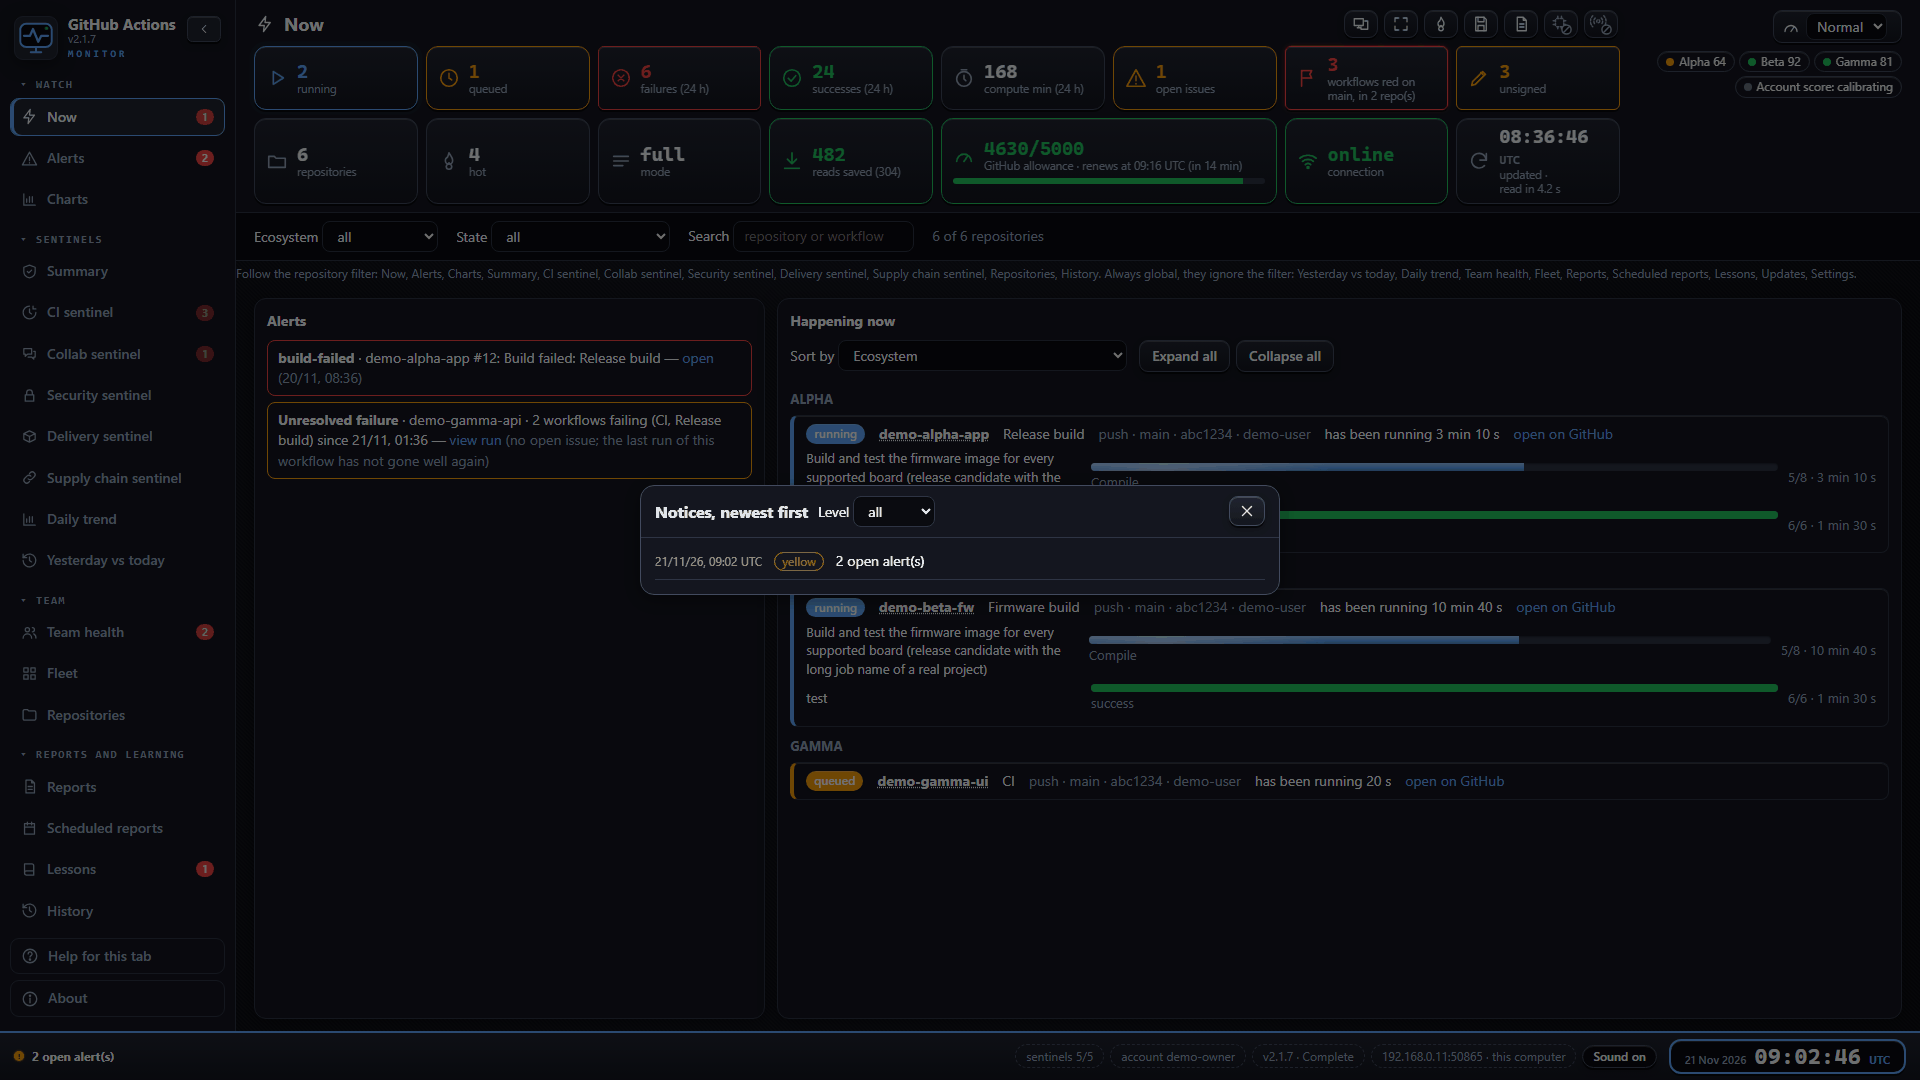 GitHub Actions
v2.1.7
MONITOR
WATCH
Now 1
Alerts 2
Charts
SENTINELS
Summary
CI sentinel 3
Collab sentinel 1
Security sentinel
Delivery sentinel
Supply chain sentinel
Daily trend
Yesterday vs today
TEAM
Team health 2
Fleet
Repositories
REPORTS AND LEARNING
Reports
Scheduled reports
Lessons 1
History
Help for this tab
About
Now
Normal
2
running
1
queued
6
failures (24 h)
24
successes (24 h)
168
compute min (24 h)
1
open issues
3
workflows red on
main, in 2 repo(s)
3
unsigned
Alpha 64 Beta 92 Gamma 81
Account score: calibrating
6
repositories
4
hot
full
mode
482
reads saved (304)
4630/5000
GitHub allowance · renews at 09:16 UTC (in 14 min)
online
connection
08:36:46
UTC
updated ·
read in 4.2 s
Ecosystem all State all Search repository or workflow 6 of 6 repositories
Follow the repository filter: Now, Alerts, Charts, Summary, CI sentinel, Collab sentinel, Security sentinel, Delivery sentinel, Supply chain sentinel, Repositories, History. Always global, they ignore the filter: Yesterday vs today, Daily trend, Team health, Fleet, Reports, Scheduled reports, Lessons, Updates, Settings.
Alerts
build-failed · demo-alpha-app #12: Build failed: Release build — open
(20/11, 08:36)
Unresolved failure · demo-gamma-api · 2 workflows failing (CI, Release
build) since 21/11, 01:36 — view run (no open issue; the last run of this
workflow has not gone well again)
Happening now
Sort by Ecosystem Expand all Collapse all
ALPHA
running demo-alpha-app Release build push · main · abc1234 · demo-user has been running 3 min 10 s open on GitHub
Build and test the firmware image for every
supported board (release candidate with the
Compile
5/8 · 3 min 10 s
6/6 · 1 min 30 s
Notices, newest first Level all
21/11/26, 09:02 UTC yellow 2 open alert(s)
running demo-beta-fw Firmware build push · main · abc1234 · demo-user has been running 10 min 40 s open on GitHub
Build and test the firmware image for every
supported board (release candidate with the
long job name of a real project)
Compile
5/8 · 10 min 40 s
test
success
6/6 · 1 min 30 s
GAMMA
queued demo-gamma-ui CI push · main · abc1234 · demo-user has been running 20 s open on GitHub
2 open alert(s)
sentinels 5/5 account demo-owner v2.1.7 · Complete 192.168.0.11:50865 · this computer Sound on 21 Nov 2026 09:02:46 UTC